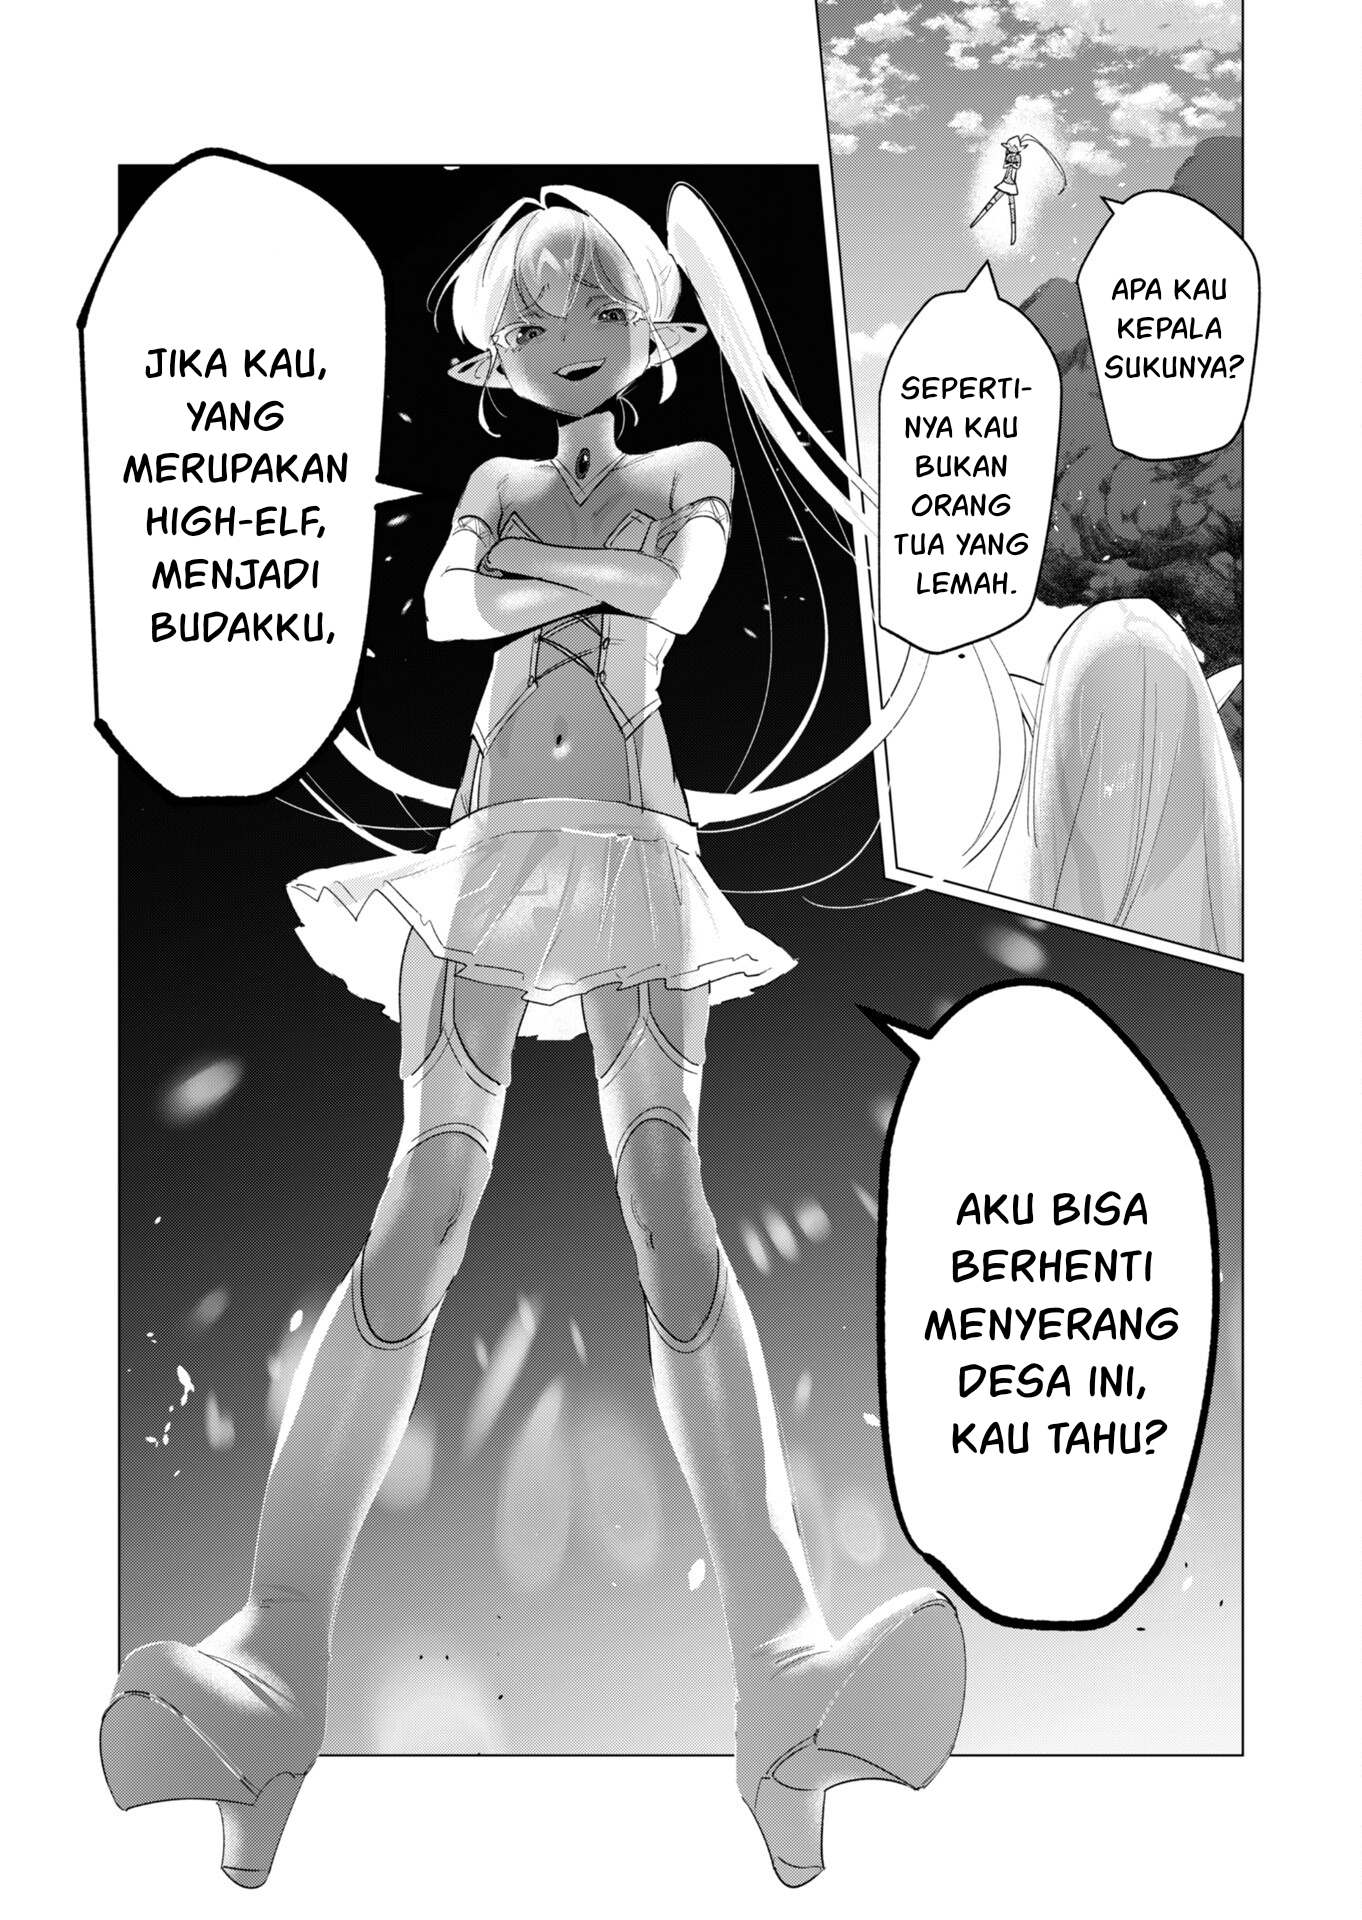 APA KAU
KEPALA
SUKUNYA?
SEPERTI-
NYA KAU
BUKAN
ORANG
TUA YANG
LEMAH.
JIKA KAU,
YANG
MERUPAKAN
HIGH-ELF,
MENJADI
BUDAKKU,
AKU BISA
BERHENTI
MENYERANG
DESA INI,
KAU TAHU?